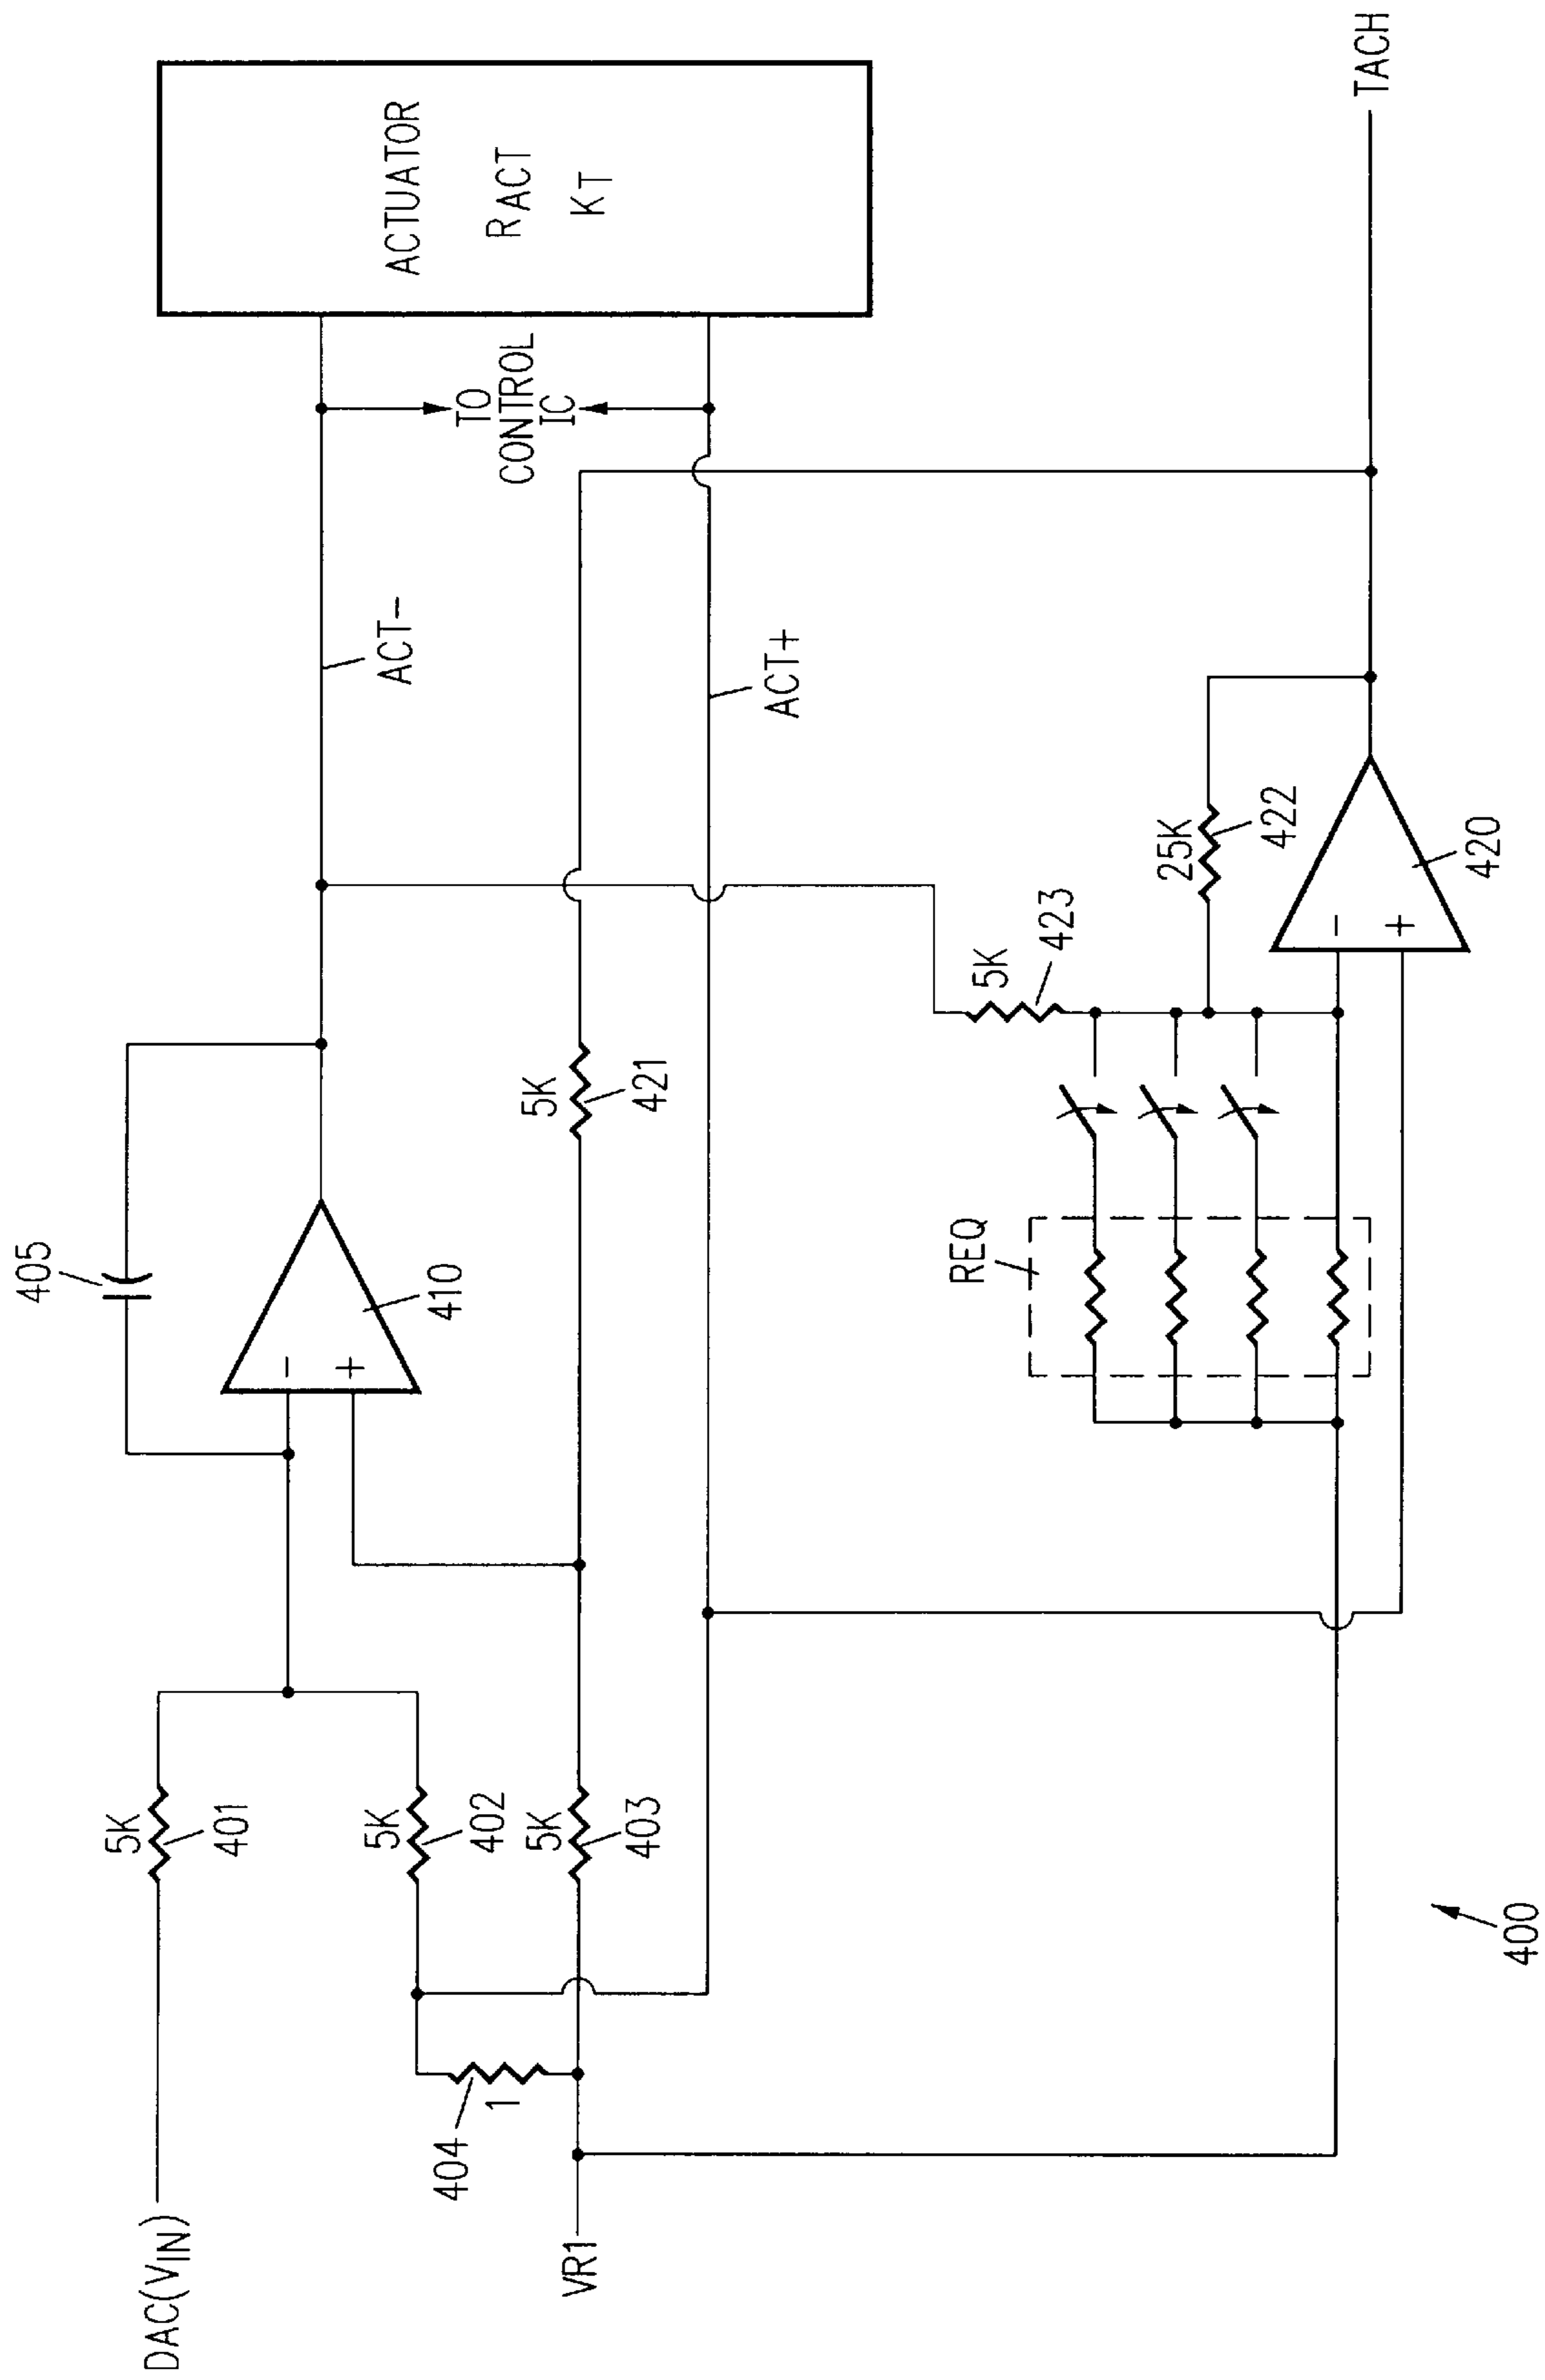 405
410
ACT-
TO
CONTROL
IC
ACTUATOR
RACT
KT
DAC(VIN)
5K
401
5K
402
5K
403
404
1
VR1
5K
421
ACT+
REQ
5K
423
25K
422
-
+
-
+
420
TACH
400